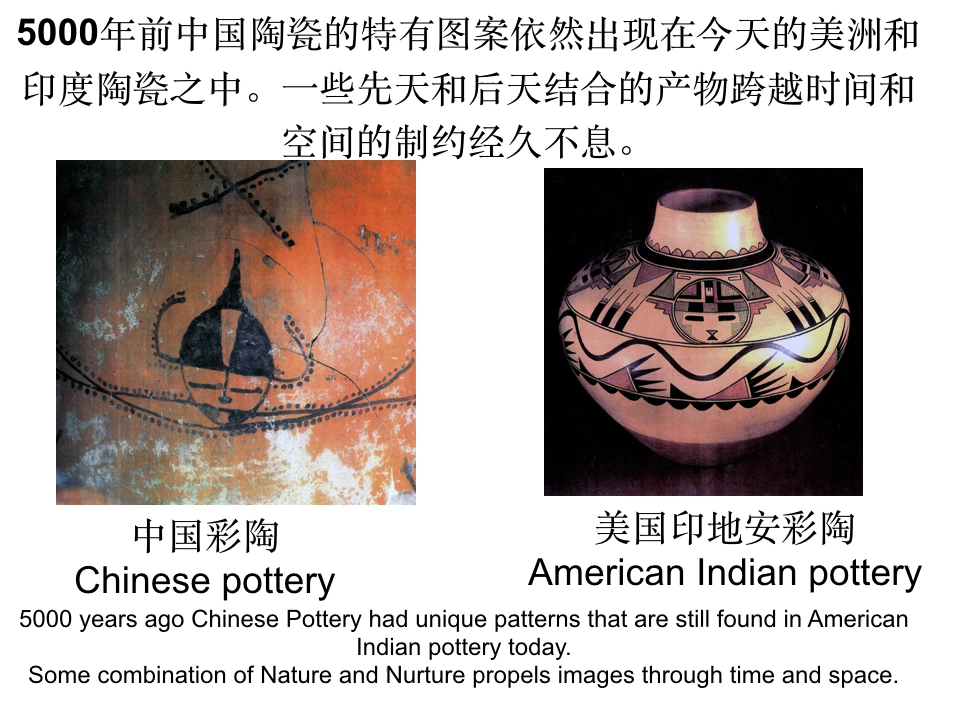 5000年前中国陶瓷的特有图案依然出现在今天的美洲和
印度陶瓷之中。一些先天和后天结合的产物跨越时间和
空间的制约经久不息。
中国彩陶
Chinese pottery
美国印地安彩陶
American Indian pottery
5000 years ago Chinese Pottery had unique patterns that are still found in American
Indian pottery today.
Some combination of Nature and Nurture propels images through time and space.